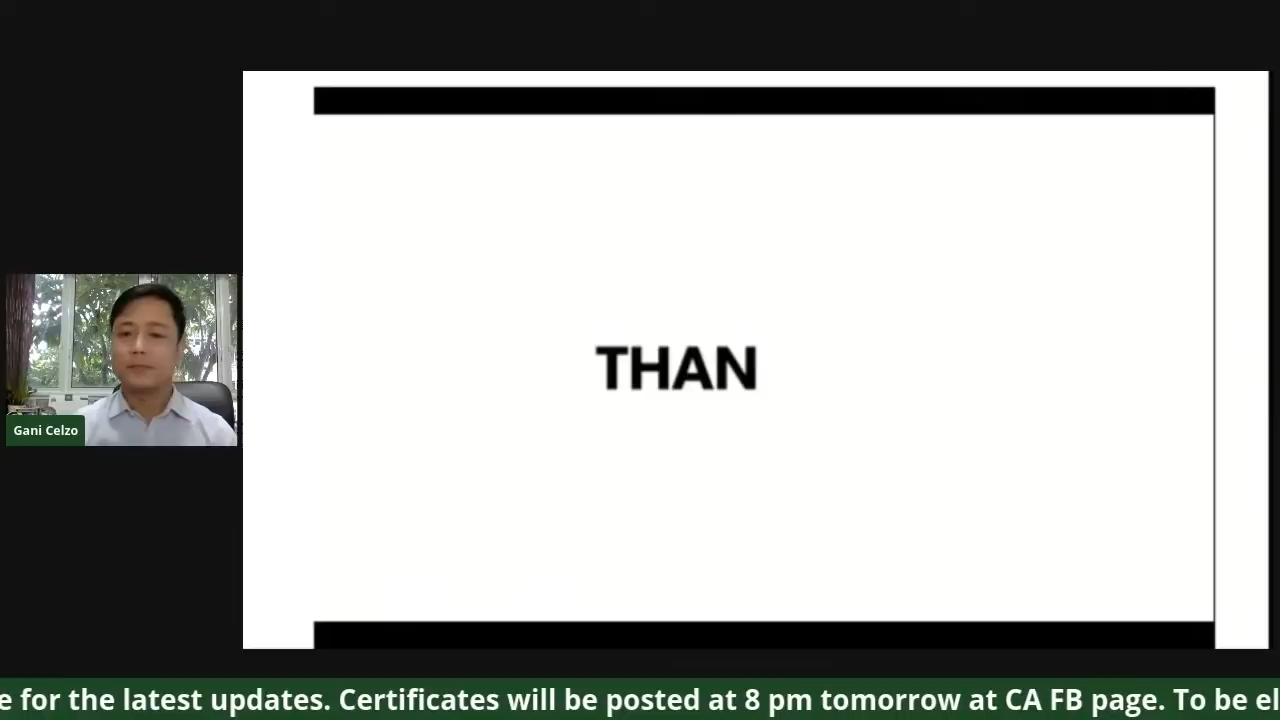 THAN
Gani Celzo
e for the latest updates. Certificates will be posted at 8 pm tomorrow at CA FB page. To be el